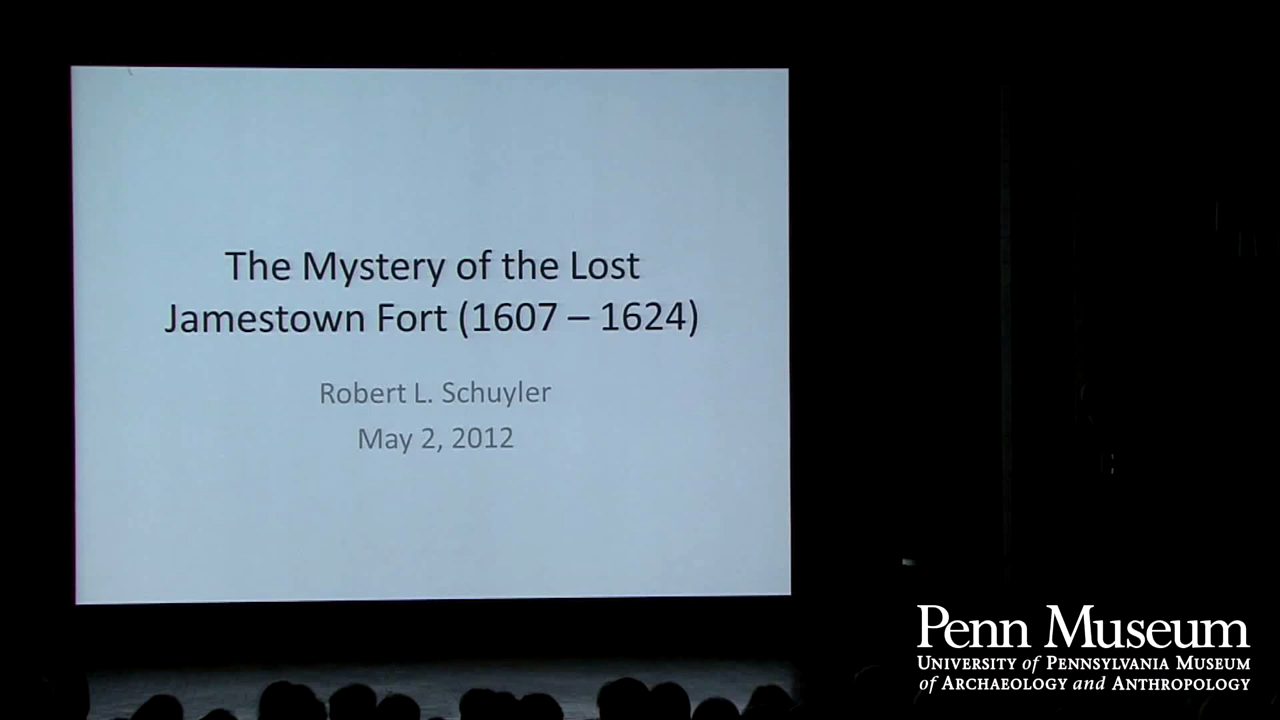 The Mystery of the Lost
Jamestown Fort (1607 – 1624)
Robert L. Schuyler
May 2, 2012
Penn Museum
University of Pennsylvania Museum
of Archaeology and Anthropology